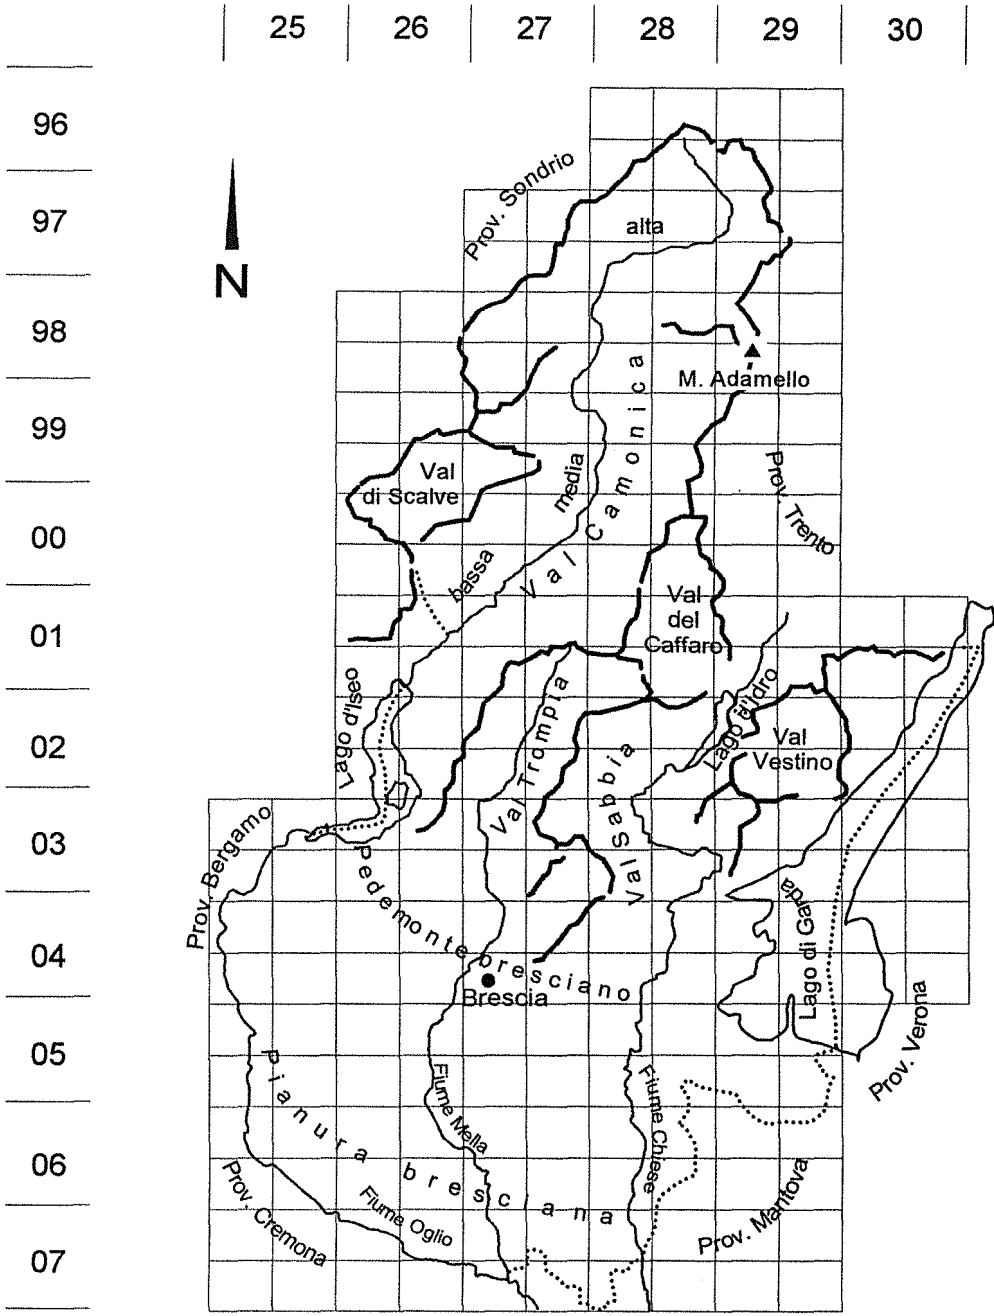 25 26 27 28 29 30
96
97
98
99
00
01
02
03
04
05
06
07
N
Prov. Sondrio
alta
M. Adamello
Val Camonica
media
bassa
Val
di Scalve
Prov. Trento
Val
del
Caffaro
Lago d'Iseo
Val Trompia
Lago d'Idro
Val
Vestino
Val Sabbia
Prov. Bergamo
Pedemonte bresciano
Brescia
Lago di Garda
Prov. Verona
Pianura bresciana
Fiume Mella
Fiume Chiese
Prov. Cremona
Fiume Oglio
Prov. Mantova